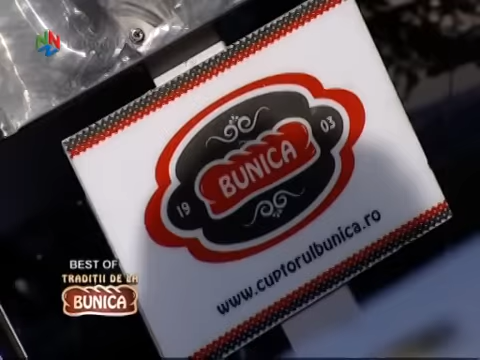 BUNICA
19 03
www.cuptorulbunica.ro
BEST OF
TRADIȚII DE LA
BUNICA